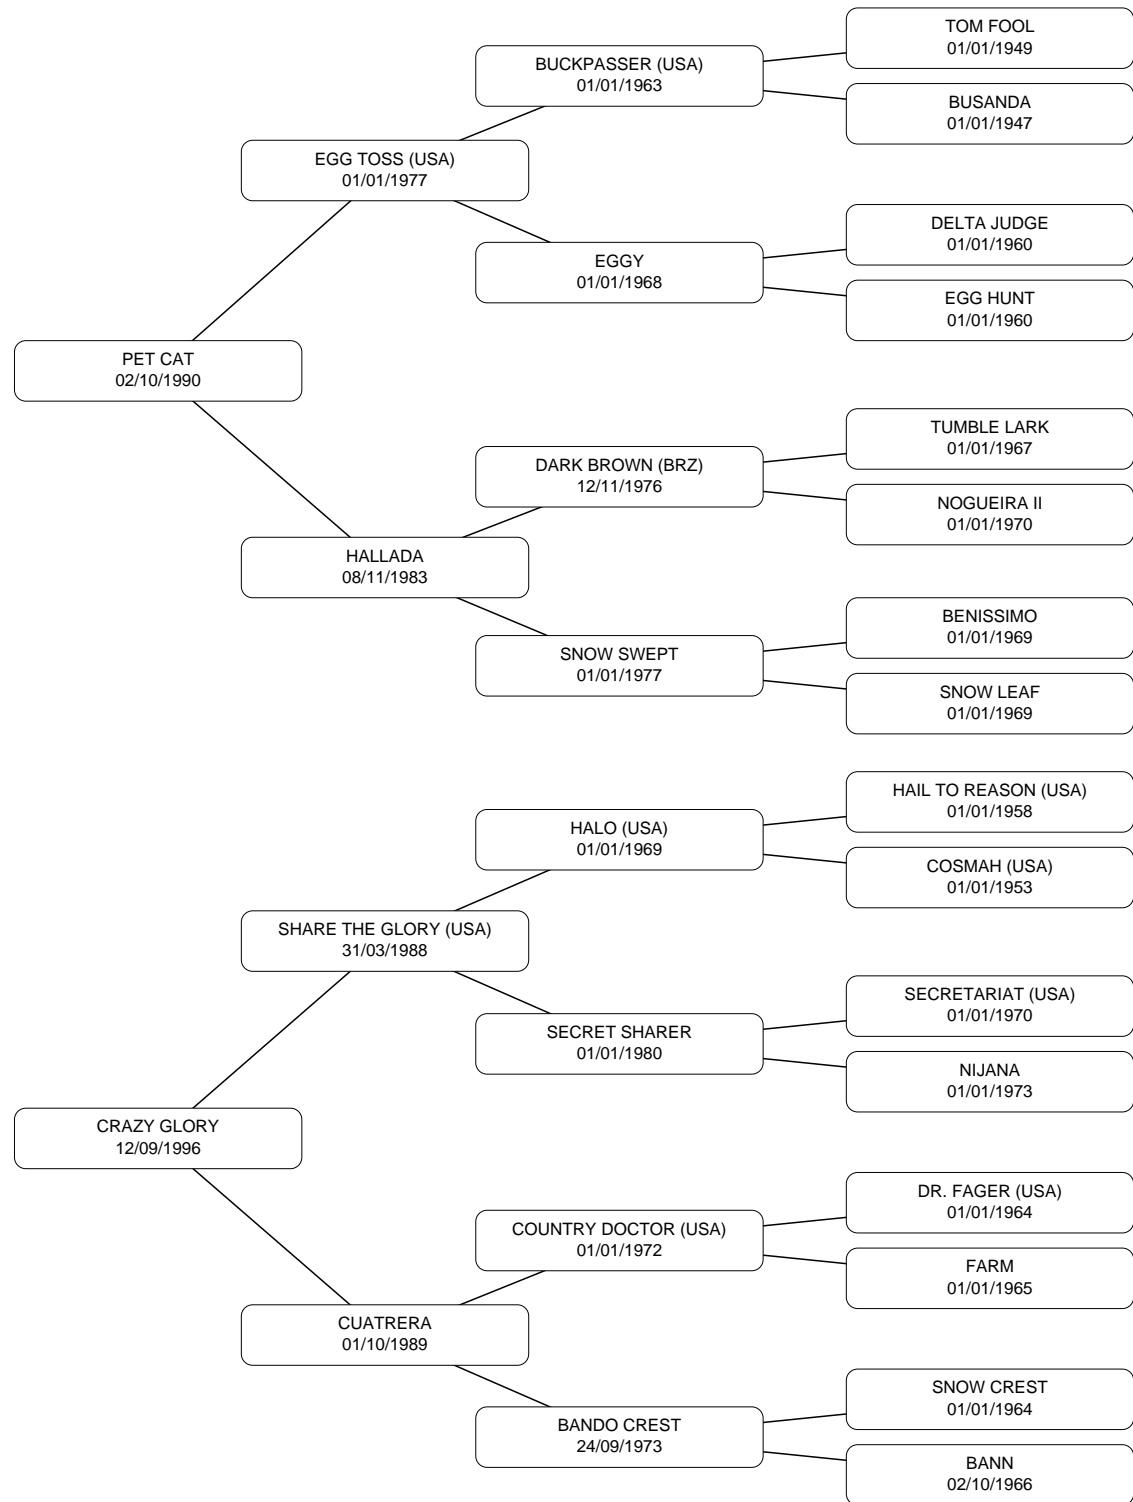 TOM FOOL
01/01/1949
BUCKPASSER (USA)
01/01/1963
BUSANDA
01/01/1947
EGG TOSS (USA)
01/01/1977
DELTA JUDGE
01/01/1960
EGGY
01/01/1968
EGG HUNT
01/01/1960
PET CAT
02/10/1990
TUMBLE LARK
01/01/1967
DARK BROWN (BRZ)
12/11/1976
NOGUEIRA II
01/01/1970
HALLADA
08/11/1983
BENISSIMO
01/01/1969
SNOW SWEPT
01/01/1977
SNOW LEAF
01/01/1969
HAIL TO REASON (USA)
01/01/1958
HALO (USA)
01/01/1969
COSMAH (USA)
01/01/1953
SHARE THE GLORY (USA)
31/03/1988
SECRETARIAT (USA)
01/01/1970
SECRET SHARER
01/01/1980
NIJANA
01/01/1973
CRAZY GLORY
12/09/1996
DR. FAGER (USA)
01/01/1964
COUNTRY DOCTOR (USA)
01/01/1972
FARM
01/01/1965
CUATRERA
01/10/1989
SNOW CREST
01/01/1964
BANDO CREST
24/09/1973
BANN
02/10/1966